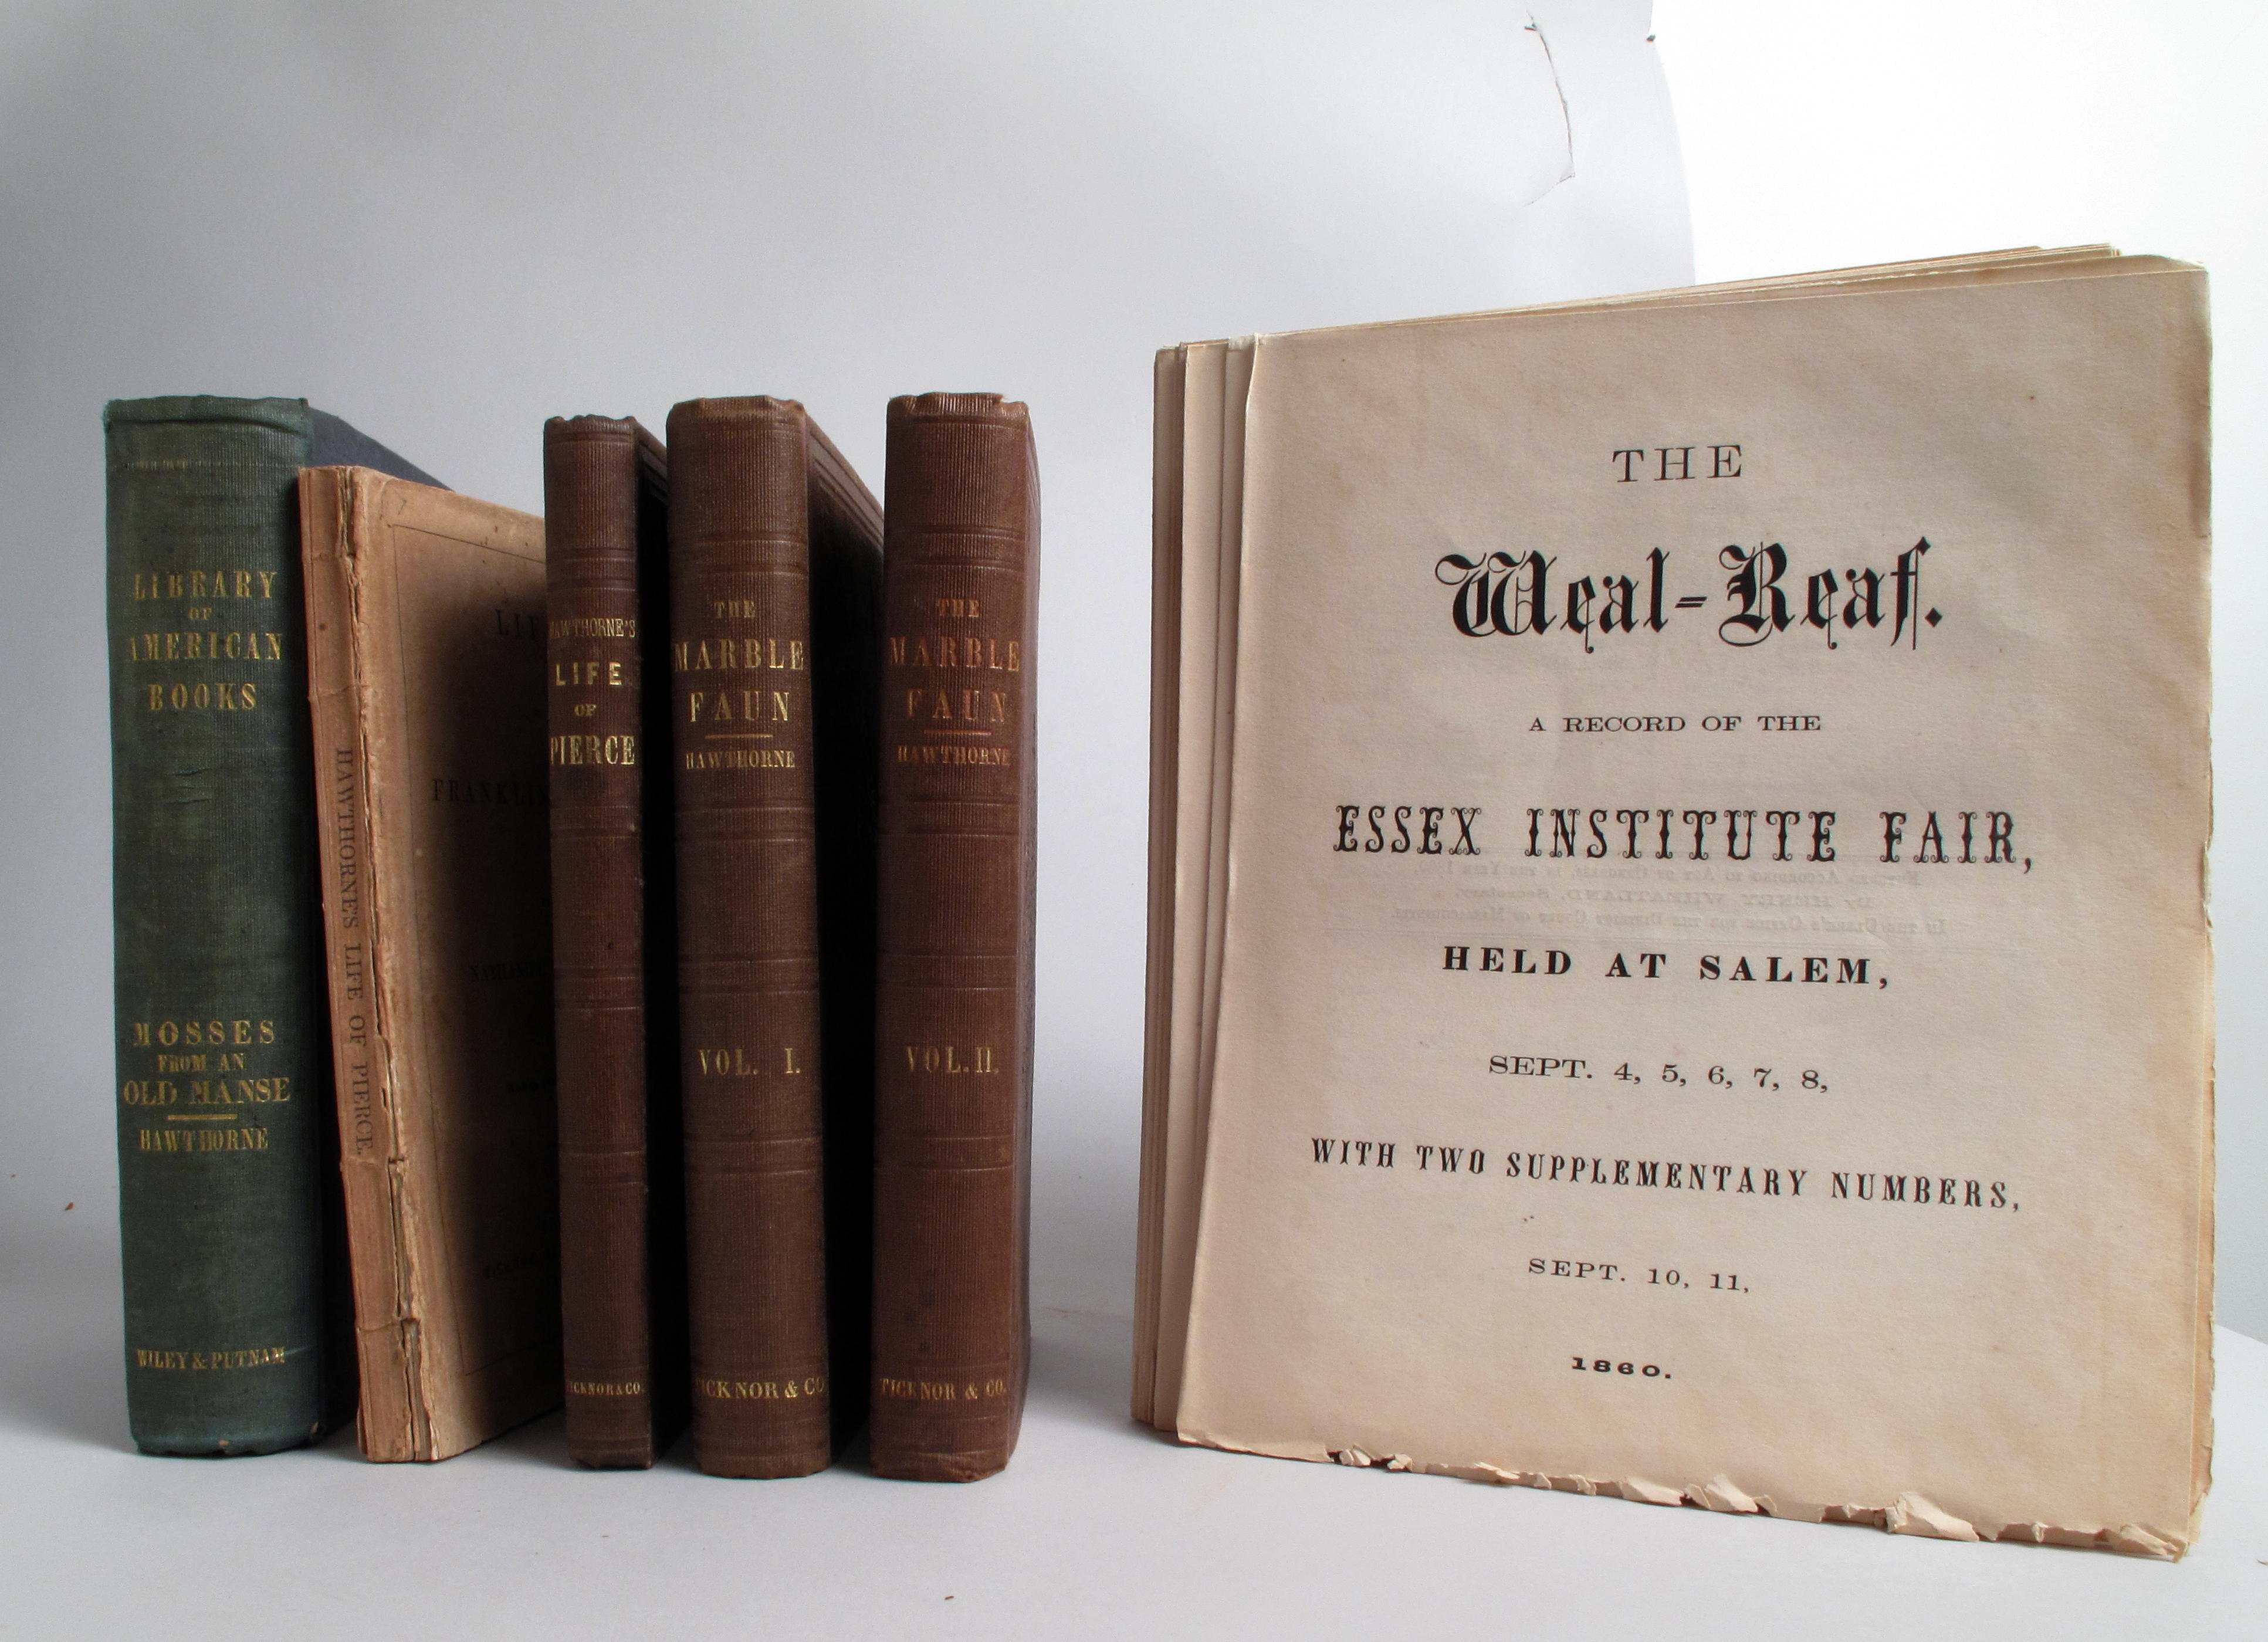 LIBRARY
OF
AMERICAN
BOOKS
MOSSES
FROM AN
OLD MANSE
HAWTHORNE
WILEY & PUTNAM
HAWTHORNE'S LIFE OF PIERCE.
LIF
FRANKLIN
HAWTHORNE'S
LIFE
OF
PIERCE
TICKNOR & CO.
THE
MARBLE
FAUN
HAWTHORNE
VOL. I.
TICKNOR & CO
THE
MARBLE
FAUN
HAWTHORNE
VOL. II.
TICKNOR & CO.
THE
Weal-Reaf.
A RECORD OF THE
ESSEX INSTITUTE FAIR,
HELD AT SALEM,
SEPT. 4, 5, 6, 7, 8,
WITH TWO SUPPLEMENTARY NUMBERS,
SEPT. 10, 11,
1860.